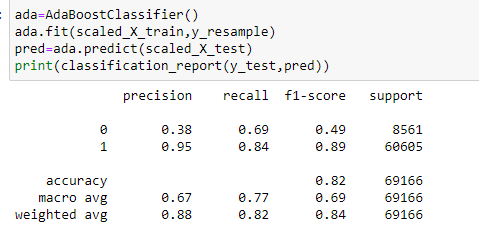 ada=AdaBoostClassifier()
ada.fit(scaled_X_train,y_resample)
pred=ada.predict(scaled_X_test)
print(classification_report(y_test,pred))
precision recall f1-score support
0 0.38 0.69 0.49 8561
1 0.95 0.84 0.89 60605
accuracy 0.82 69166
macro avg 0.67 0.77 0.69 69166
weighted avg 0.88 0.82 0.84 69166